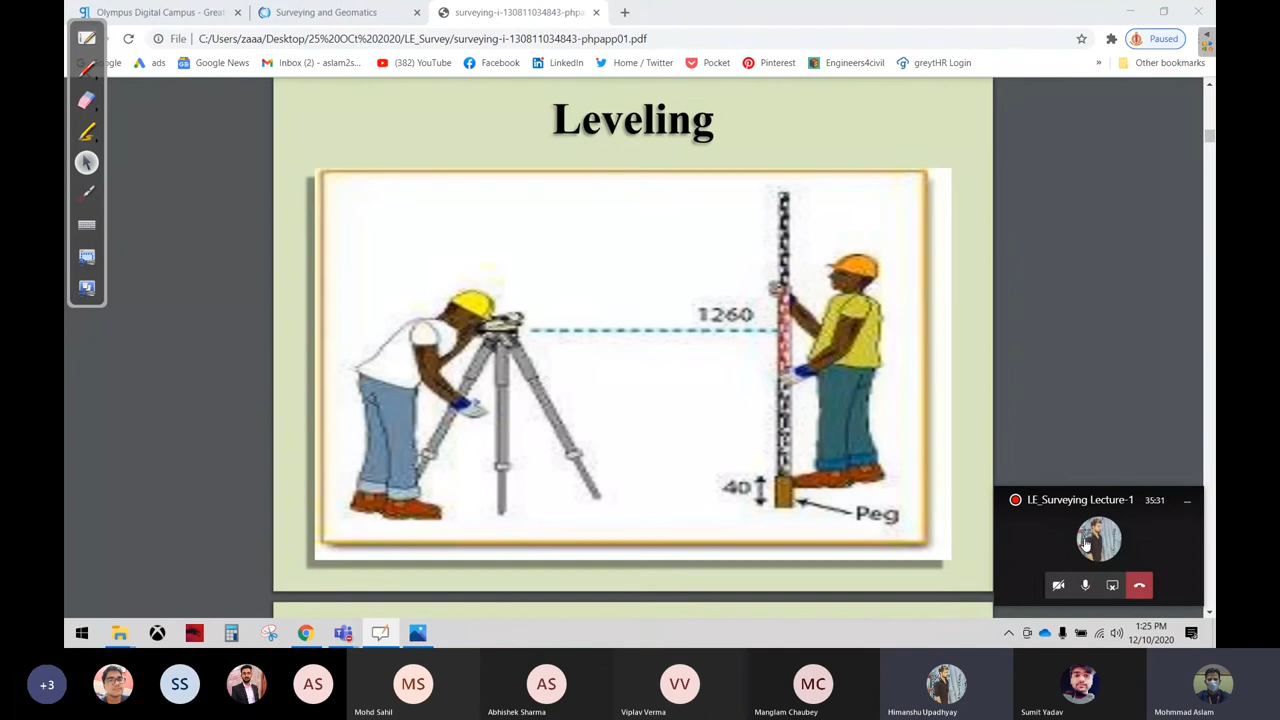 Olympus Digital Campus - Great
Surveying and Geomatics
surveying-i-130811034843-phpa
File
C:/Users/zaaa/Desktop/25%20OCt%202020/LE_Survey/surveying-i-130811034843-phpapp01.pdf
Paused
ogle
ads
Google News
Inbox (2) - aslam2s...
(382) YouTube
Facebook
LinkedIn
Home / Twitter
Pocket
Pinterest
Engineers4civil
greytHR Login
»
Other bookmarks
Leveling
1260
40
Peg
LE_Surveying Lecture-1
35:31
1:25 PM
12/10/2020
+3
SS
AS
MS
AS
VV
MC
Mohd Sahil
Abhishek Sharma
Viplav Verma
Manglam Chaubey
Himanshu Upadhyay
Sumit Yadav
Mohmmad Aslam